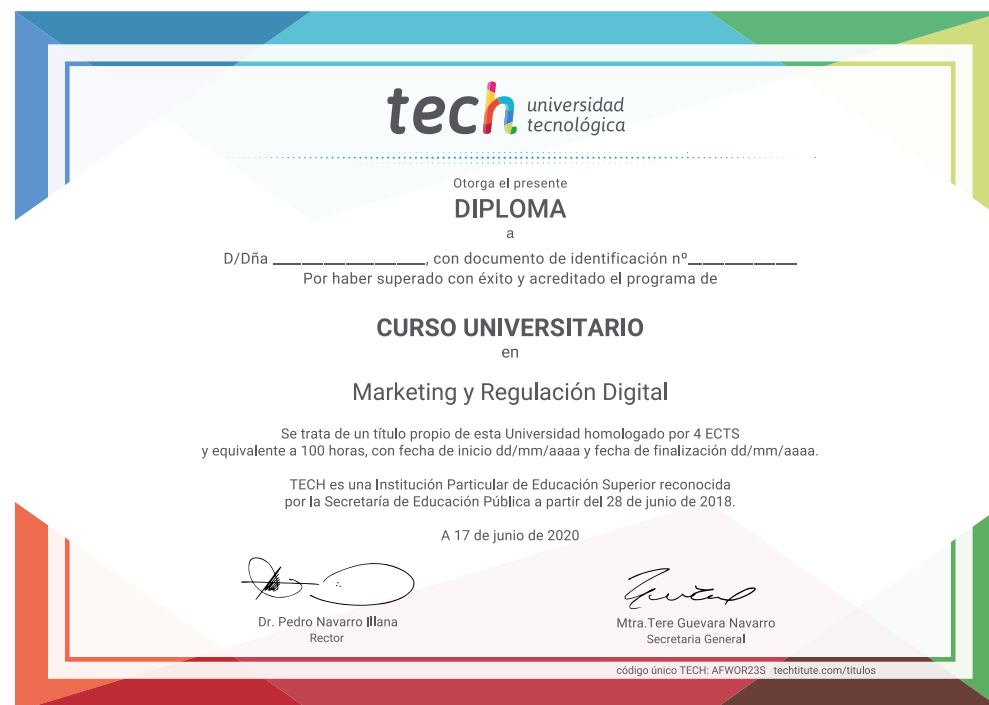 tech universidad
tecnológica
Otorga el presente
DIPLOMA
a
D/Dña ____________________, con documento de identificación nº______________
Por haber superado con éxito y acreditado el programa de
CURSO UNIVERSITARIO
en
Marketing y Regulación Digital
Se trata de un título propio de esta Universidad homologado por 4 ECTS
y equivalente a 100 horas, con fecha de inicio dd/mm/aaaa y fecha de finalización dd/mm/aaaa.
TECH es una Institución Particular de Educación Superior reconocida
por la Secretaría de Educación Pública a partir del 28 de junio de 2018.
A 17 de junio de 2020
Dr. Pedro Navarro Illana
Rector
Mtra.Tere Guevara Navarro
Secretaria General
código único TECH: AFWOR23S techtitute.com/titulos